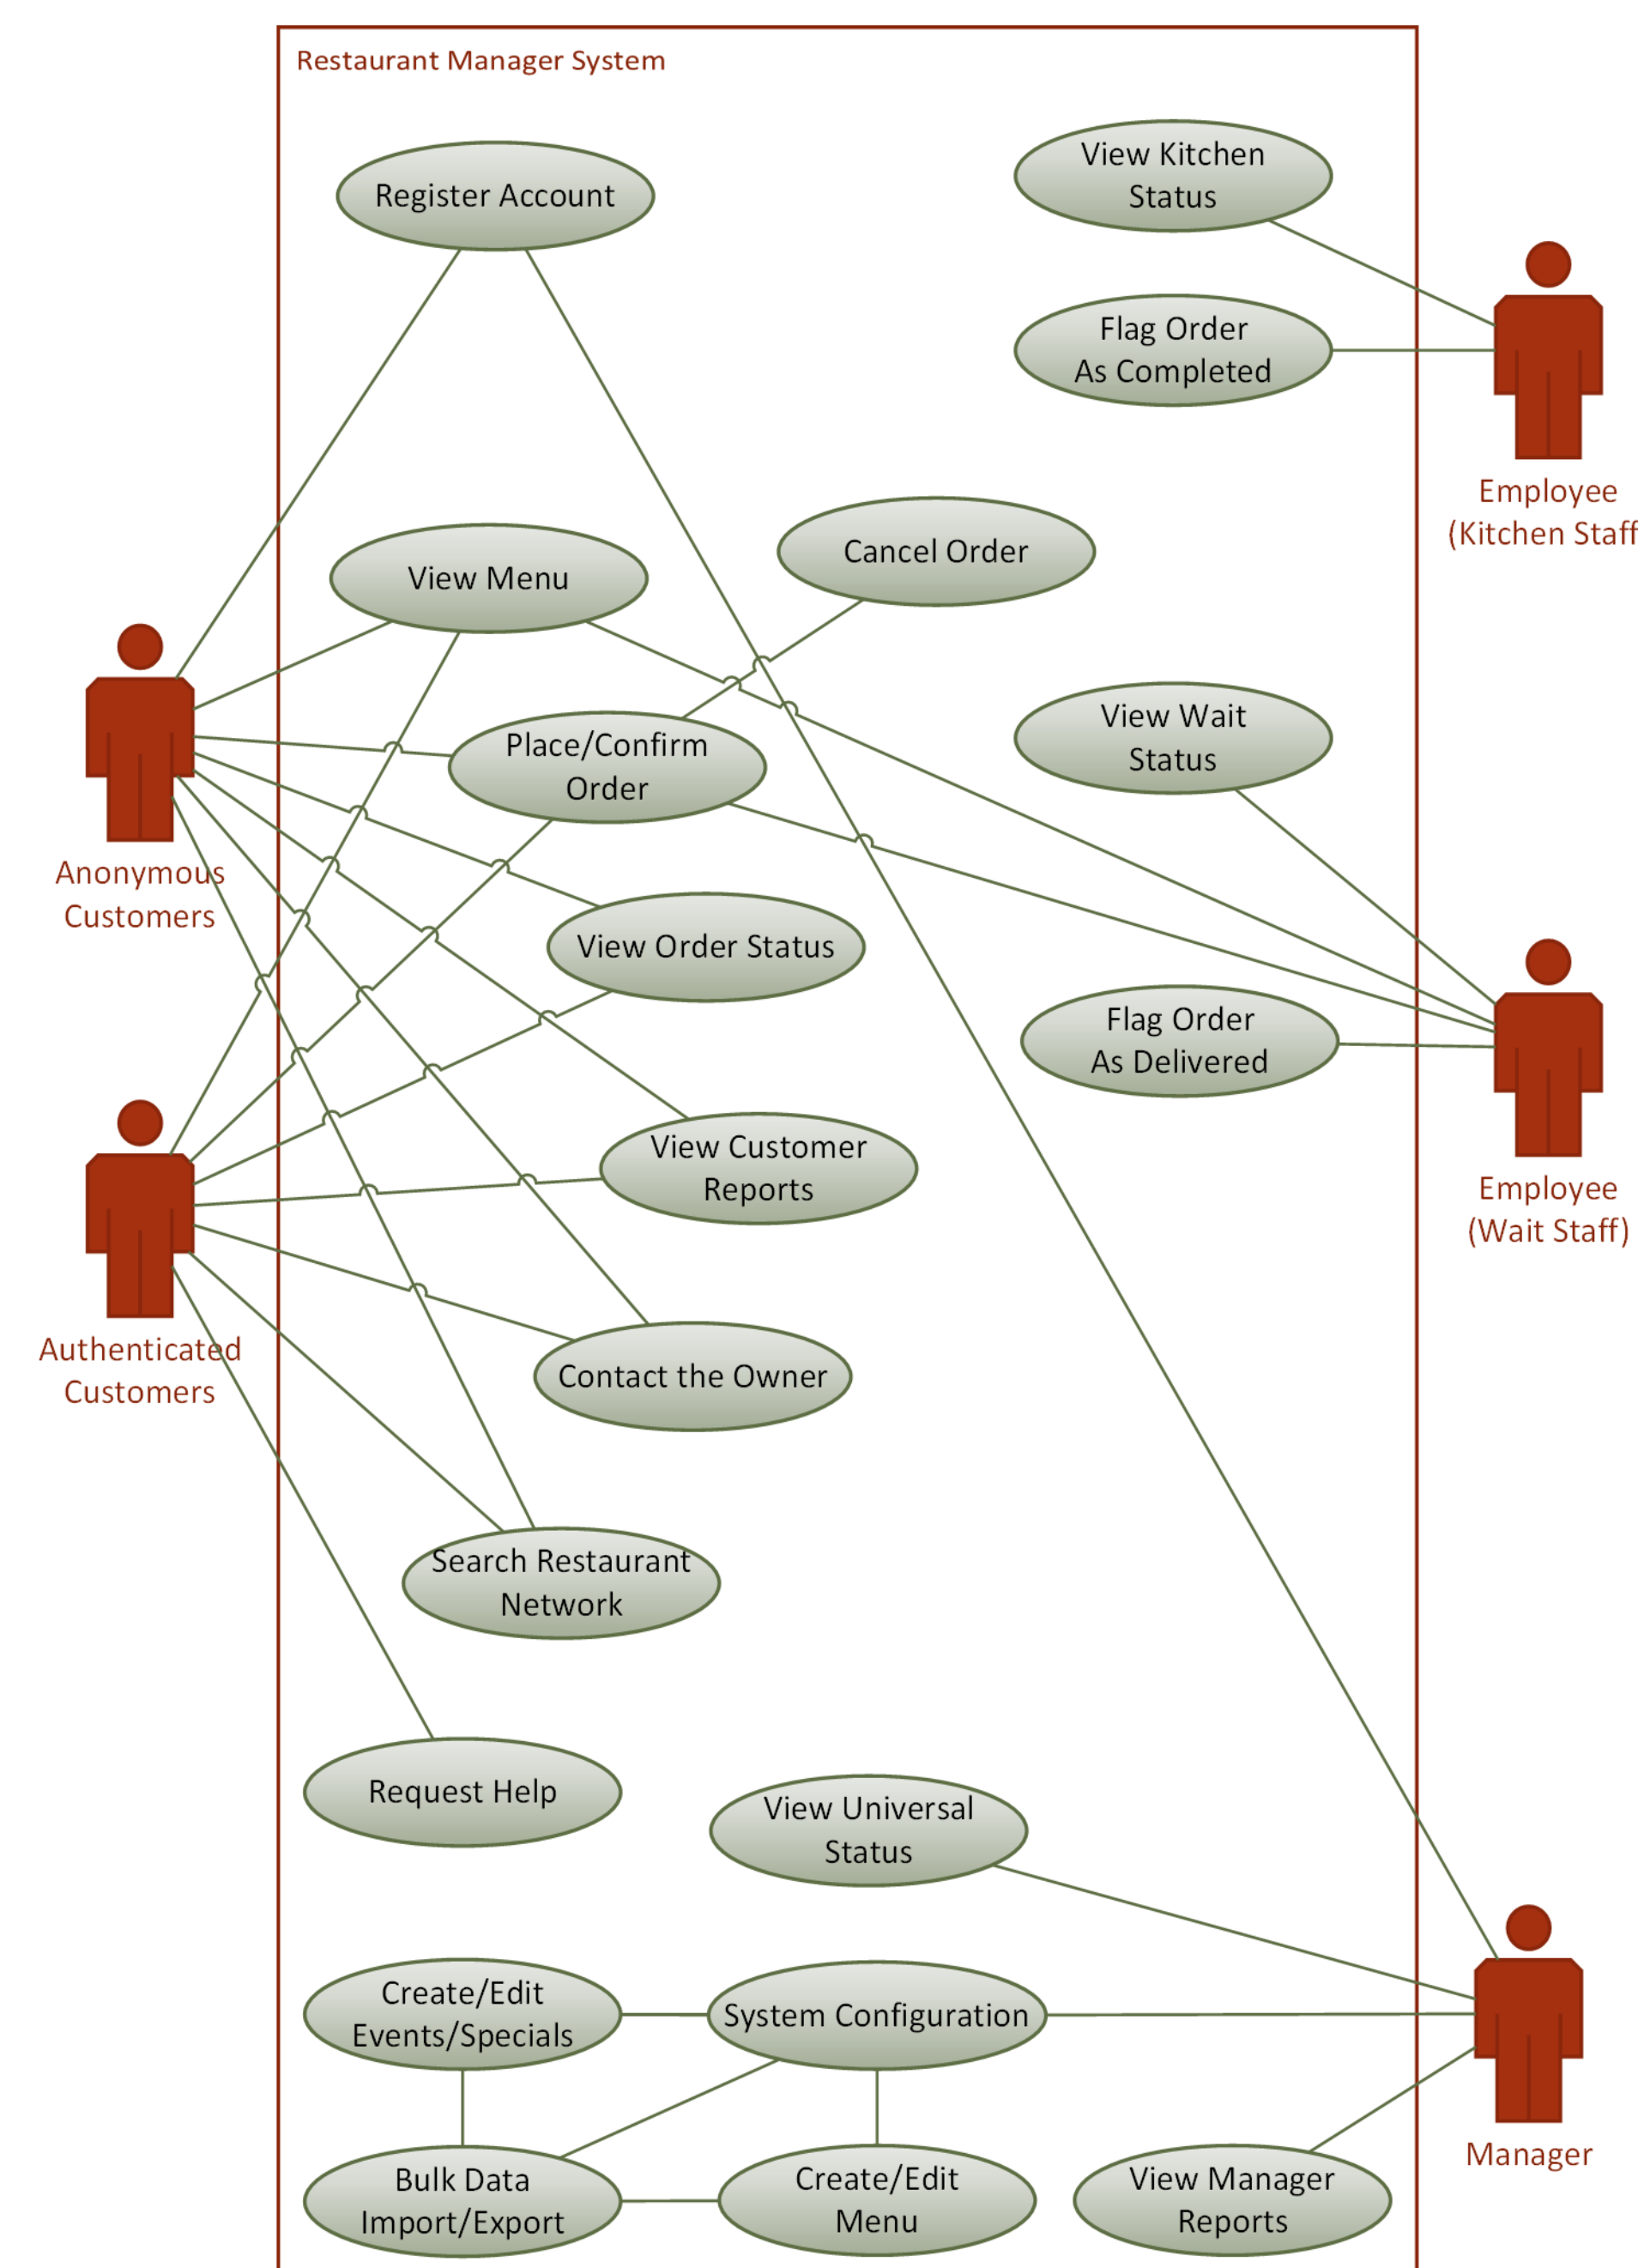 Restaurant Manager System
Register Account
View Kitchen
Status
Flag Order
As Completed
Employee
(Kitchen Staff
View Menu
Cancel Order
Place/Confirm
Order
View Wait
Status
Anonymous
Customers
View Order Status
Flag Order
As Delivered
View Customer
Reports
Employee
(Wait Staff)
Authenticated
Customers
Contact the Owner
Search Restaurant
Network
Request Help
View Universal
Status
Create/Edit
Events/Specials
System Configuration
Manager
Bulk Data
Import/Export
Create/Edit
Menu
View Manager
Reports